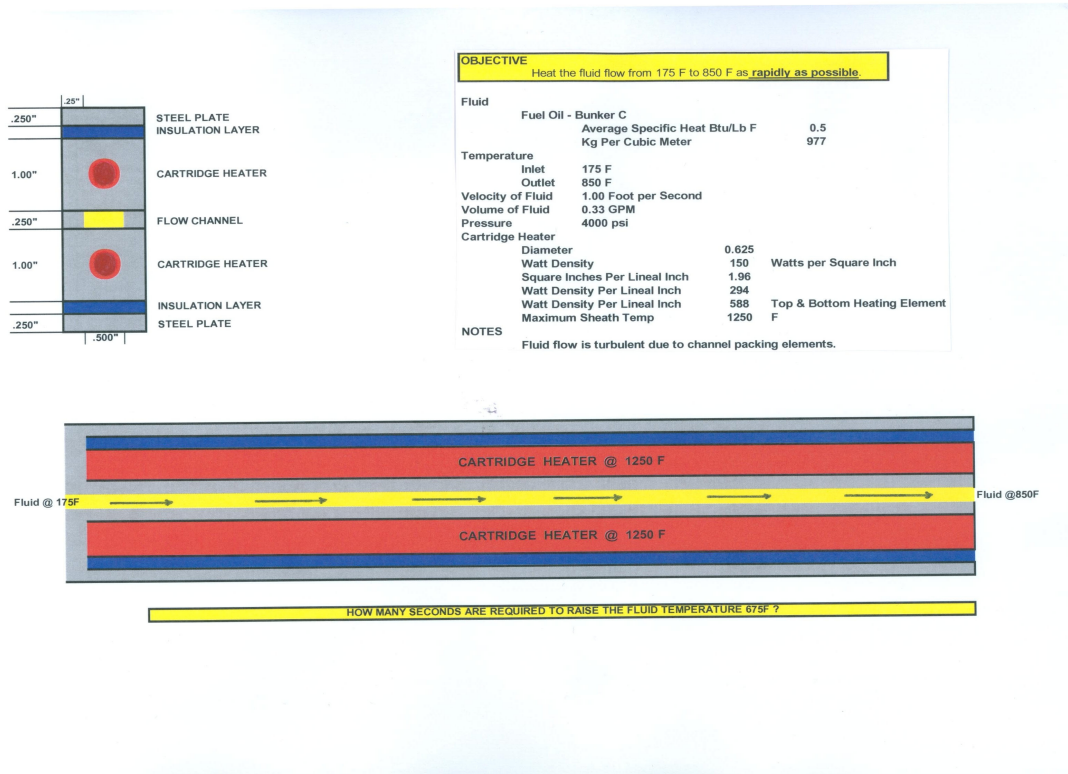 OBJECTIVE
Heat the fluid flow from 175 F to 850 F as rapidly as possible.
Fluid
Fuel Oil - Bunker C
Average Specific Heat Btu/Lb F 0.5
Kg Per Cubic Meter 977
Temperature
Inlet 175 F
Outlet 850 F
Velocity of Fluid 1.00 Foot per Second
Volume of Fluid 0.33 GPM
Pressure 4000 psi
Cartridge Heater
Diameter 0.625
Watt Density 150 Watts per Square Inch
Square Inches Per Lineal Inch 1.96
Watt Density Per Lineal Inch 294
Watt Density Per Lineal Inch 588 Top & Bottom Heating Element
Maximum Sheath Temp 1250 F
NOTES
Fluid flow is turbulent due to channel packing elements.
.25"
.250" STEEL PLATE
INSULATION LAYER
1.00" CARTRIDGE HEATER
.250" FLOW CHANNEL
1.00" CARTRIDGE HEATER
INSULATION LAYER
.250" STEEL PLATE
.500"
CARTRIDGE HEATER @ 1250 F
Fluid @ 175F
Fluid @850F
CARTRIDGE HEATER @ 1250 F
HOW MANY SECONDS ARE REQUIRED TO RAISE THE FLUID TEMPERATURE 675F ?